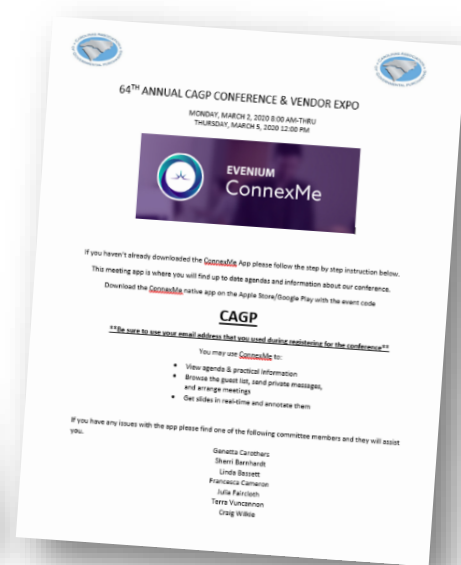 64TH ANNUAL CAGP CONFERENCE & VENDOR EXPO
MONDAY, MARCH 2, 2020 8:00 AM-THRU
THURSDAY, MARCH 5, 2020 12:00 PM
EVENIUM
ConnexMe
If you haven't already downloaded the ConnexMe App please follow the step by step instruction below.
This meeting app is where you will find up to date agendas and information about our conference.
Download the ConnexMe native app on the Apple Store/Google Play with the event code
CAGP
**Be sure to use your email address that you used during registering for the conference**
You may use ConnexMe to:
• View agenda & practical information
• Browse the guest list, send private messages,
and arrange meetings
• Get slides in real-time and annotate them
If you have any issues with the app please find one of the following committee members and they will assist
you.
Genetta Carothers
Sherri Barnhardt
Linda Bassett
Francesca Cameron
Julia Faircloth
Terra Vuncannon
Craig Wilkie